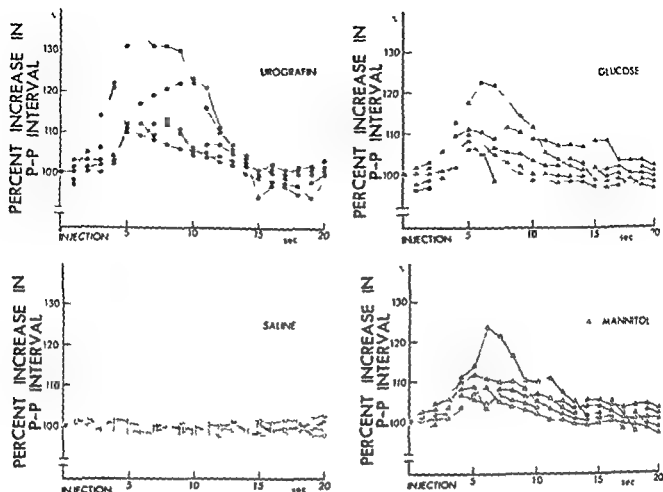 PERCENT INCREASE IN
P-P INTERVAL
%
130
120
110
100
UROGRAFIN
INJECTION 5 sec 10 15 20
PERCENT INCREASE IN
P-P INTERVAL
130
120
110
100
GLUCOSE
INJECTION 5 10 15 sec 20
PERCENT INCREASE IN
P-P INTERVAL
130
120
110
100
SALINE
INJECTION 5 sec 10 15 20
PERCENT INCREASE IN
P-P INTERVAL
130
120
110
100
MANNITOL
INJECTION 5 10 15 sec 20